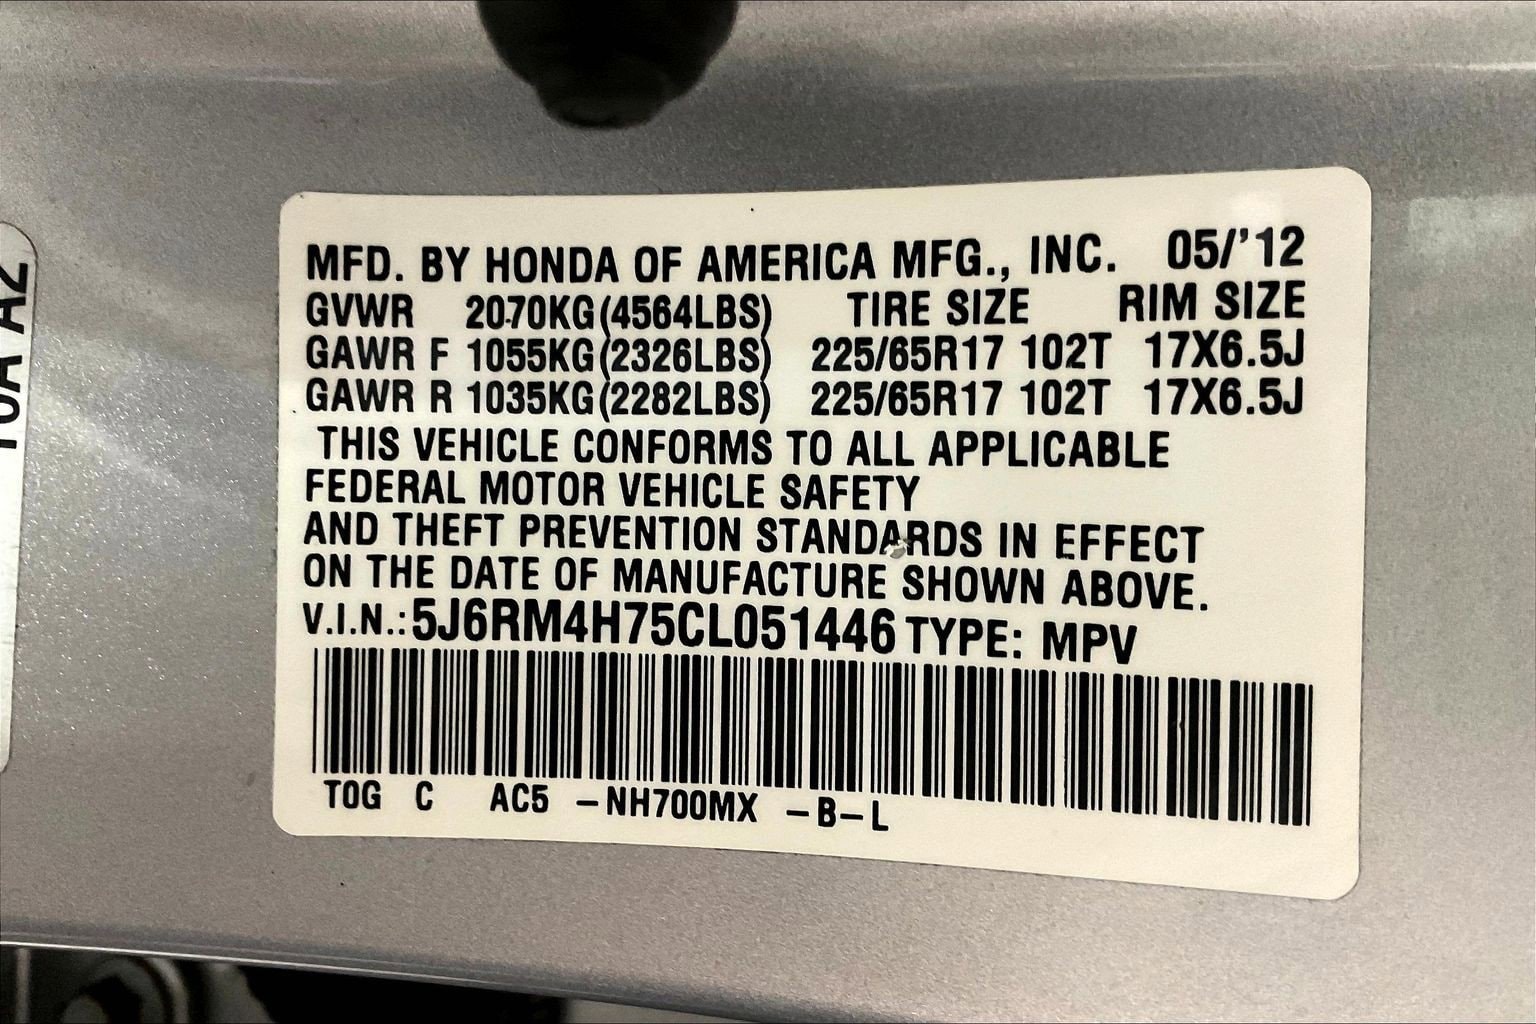 MFD. BY HONDA OF AMERICA MFG., INC. 05/'12
GVWR 2070KG(4564LBS) TIRE SIZE RIM SIZE
GAWR F 1055KG(2326LBS) 225/65R17 102T 17X6.5J
GAWR R 1035KG(2282LBS) 225/65R17 102T 17X6.5J
THIS VEHICLE CONFORMS TO ALL APPLICABLE
FEDERAL MOTOR VEHICLE SAFETY
AND THEFT PREVENTION STANDARDS IN EFFECT
ON THE DATE OF MANUFACTURE SHOWN ABOVE.
V.I.N.:5J6RM4H75CL051446 TYPE: MPV
TOG C AC5 -NH700MX -B-L